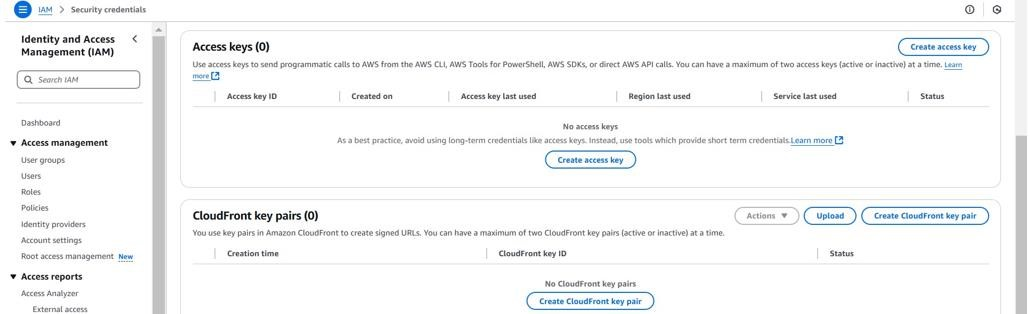 IAM > Security credentials
Identity and Access
Management (IAM)
Search IAM
Dashboard
Access management
User groups
Users
Roles
Policies
Identity providers
Account settings
Root access management New
Access reports
Access Analyzer
External access
Access keys (0)
Create access key
Use access keys to send programmatic calls to AWS from the AWS CLI, AWS Tools for PowerShell, AWS SDKs, or direct AWS API calls. You can have a maximum of two access keys (active or inactive) at a time. Learn
more
Access key ID Created on Access key last used Region last used Service last used Status
No access keys
As a best practice, avoid using long-term credentials like access keys. Instead, use tools which provide short term credentials.Learn more
Create access key
CloudFront key pairs (0)
Actions Upload Create CloudFront key pair
You use key pairs in Amazon CloudFront to create signed URLs. You can have a maximum of two CloudFront key pairs (active or inactive) at a time.
Creation time CloudFront key ID Status
No CloudFront key pairs
Create CloudFront key pair